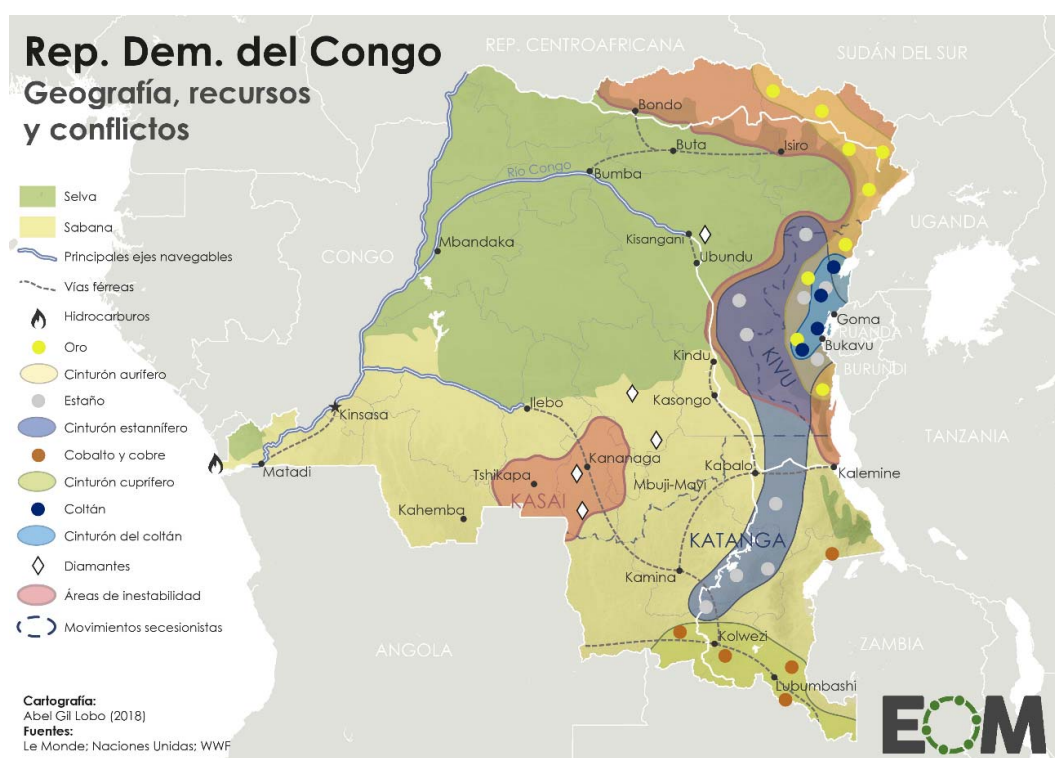 Rep. Dem. del Congo
Geografía, recursos
y conflictos
REP. CENTROAFRICANA
SUDÁN DEL SUR
Bondo
Buta
Isiro
Río Congo
Bumba
Selva
Sabana
Principales ejes navegables
Vías férreas
Hidrocarburos
Oro
Cinturón aurífero
Estaño
Cinturón estannífero
Cobalto y cobre
Cinturón cuprífero
Coltán
Cinturón del coltán
Diamantes
Áreas de inestabilidad
Movimientos secesionistas
UGANDA
CONGO
Mbandaka
Kisangani
Ubundu
Goma
RUANDA
Bukavu
KIVU
BURUNDI
Kindu
Ilebo
Kasongo
Kinsasa
TANZANIA
Matadi
Kananaga
Kabalo
Kalemine
Tshikapa
Mbuji-Mayi
KASAI
Kahemba
KATANGA
Kamina
ANGOLA
Kolwezi
ZAMBIA
Lubumbashi
Cartografía:
Abel Gil Lobo (2018)
Fuentes:
Le Monde; Naciones Unidas; WWF
EOM